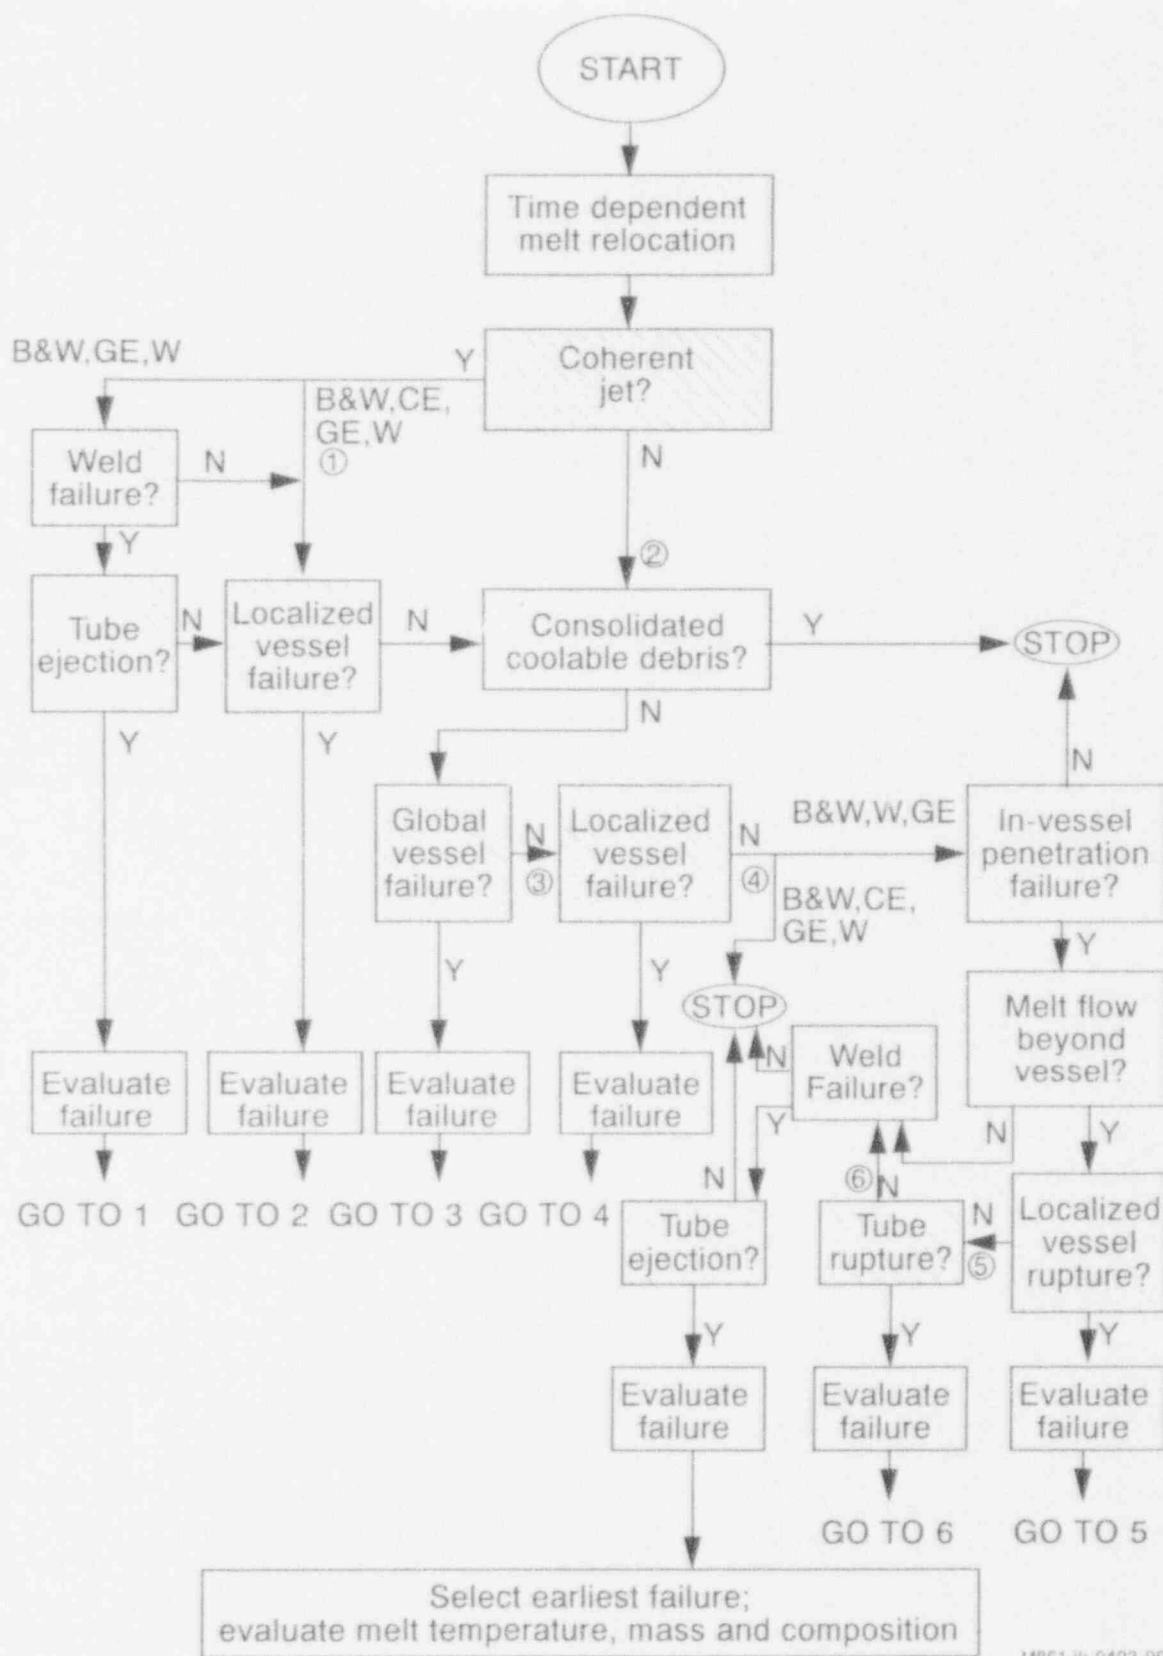 START
Time dependent
melt relocation
B&W,GE,W
Y
Coherent
jet?
B&W,CE,
GE,W
①
N
Weld
failure?
N
Y
②
Tube
ejection?
N
Localized
vessel
failure?
N
Consolidated
coolable debris?
Y
STOP
Y
Y
N
N
Global
vessel
failure?
N
③
Localized
vessel
failure?
N
④
B&W,W,GE
In-vessel
penetration
failure?
B&W,CE,
GE,W
Y
Y
Y
STOP
Melt flow
beyond
vessel?
Evaluate
failure
Evaluate
failure
Evaluate
failure
Evaluate
failure
N
Weld
Failure?
Y
N
Y
GO TO 1
GO TO 2
GO TO 3
GO TO 4
N
⑥
N
Tube
ejection?
Tube
rupture?
N
⑤
Localized
vessel
rupture?
Y
Y
Y
Evaluate
failure
Evaluate
failure
Evaluate
failure
GO TO 6
GO TO 5
Select earliest failure;
evaluate melt temperature, mass and composition